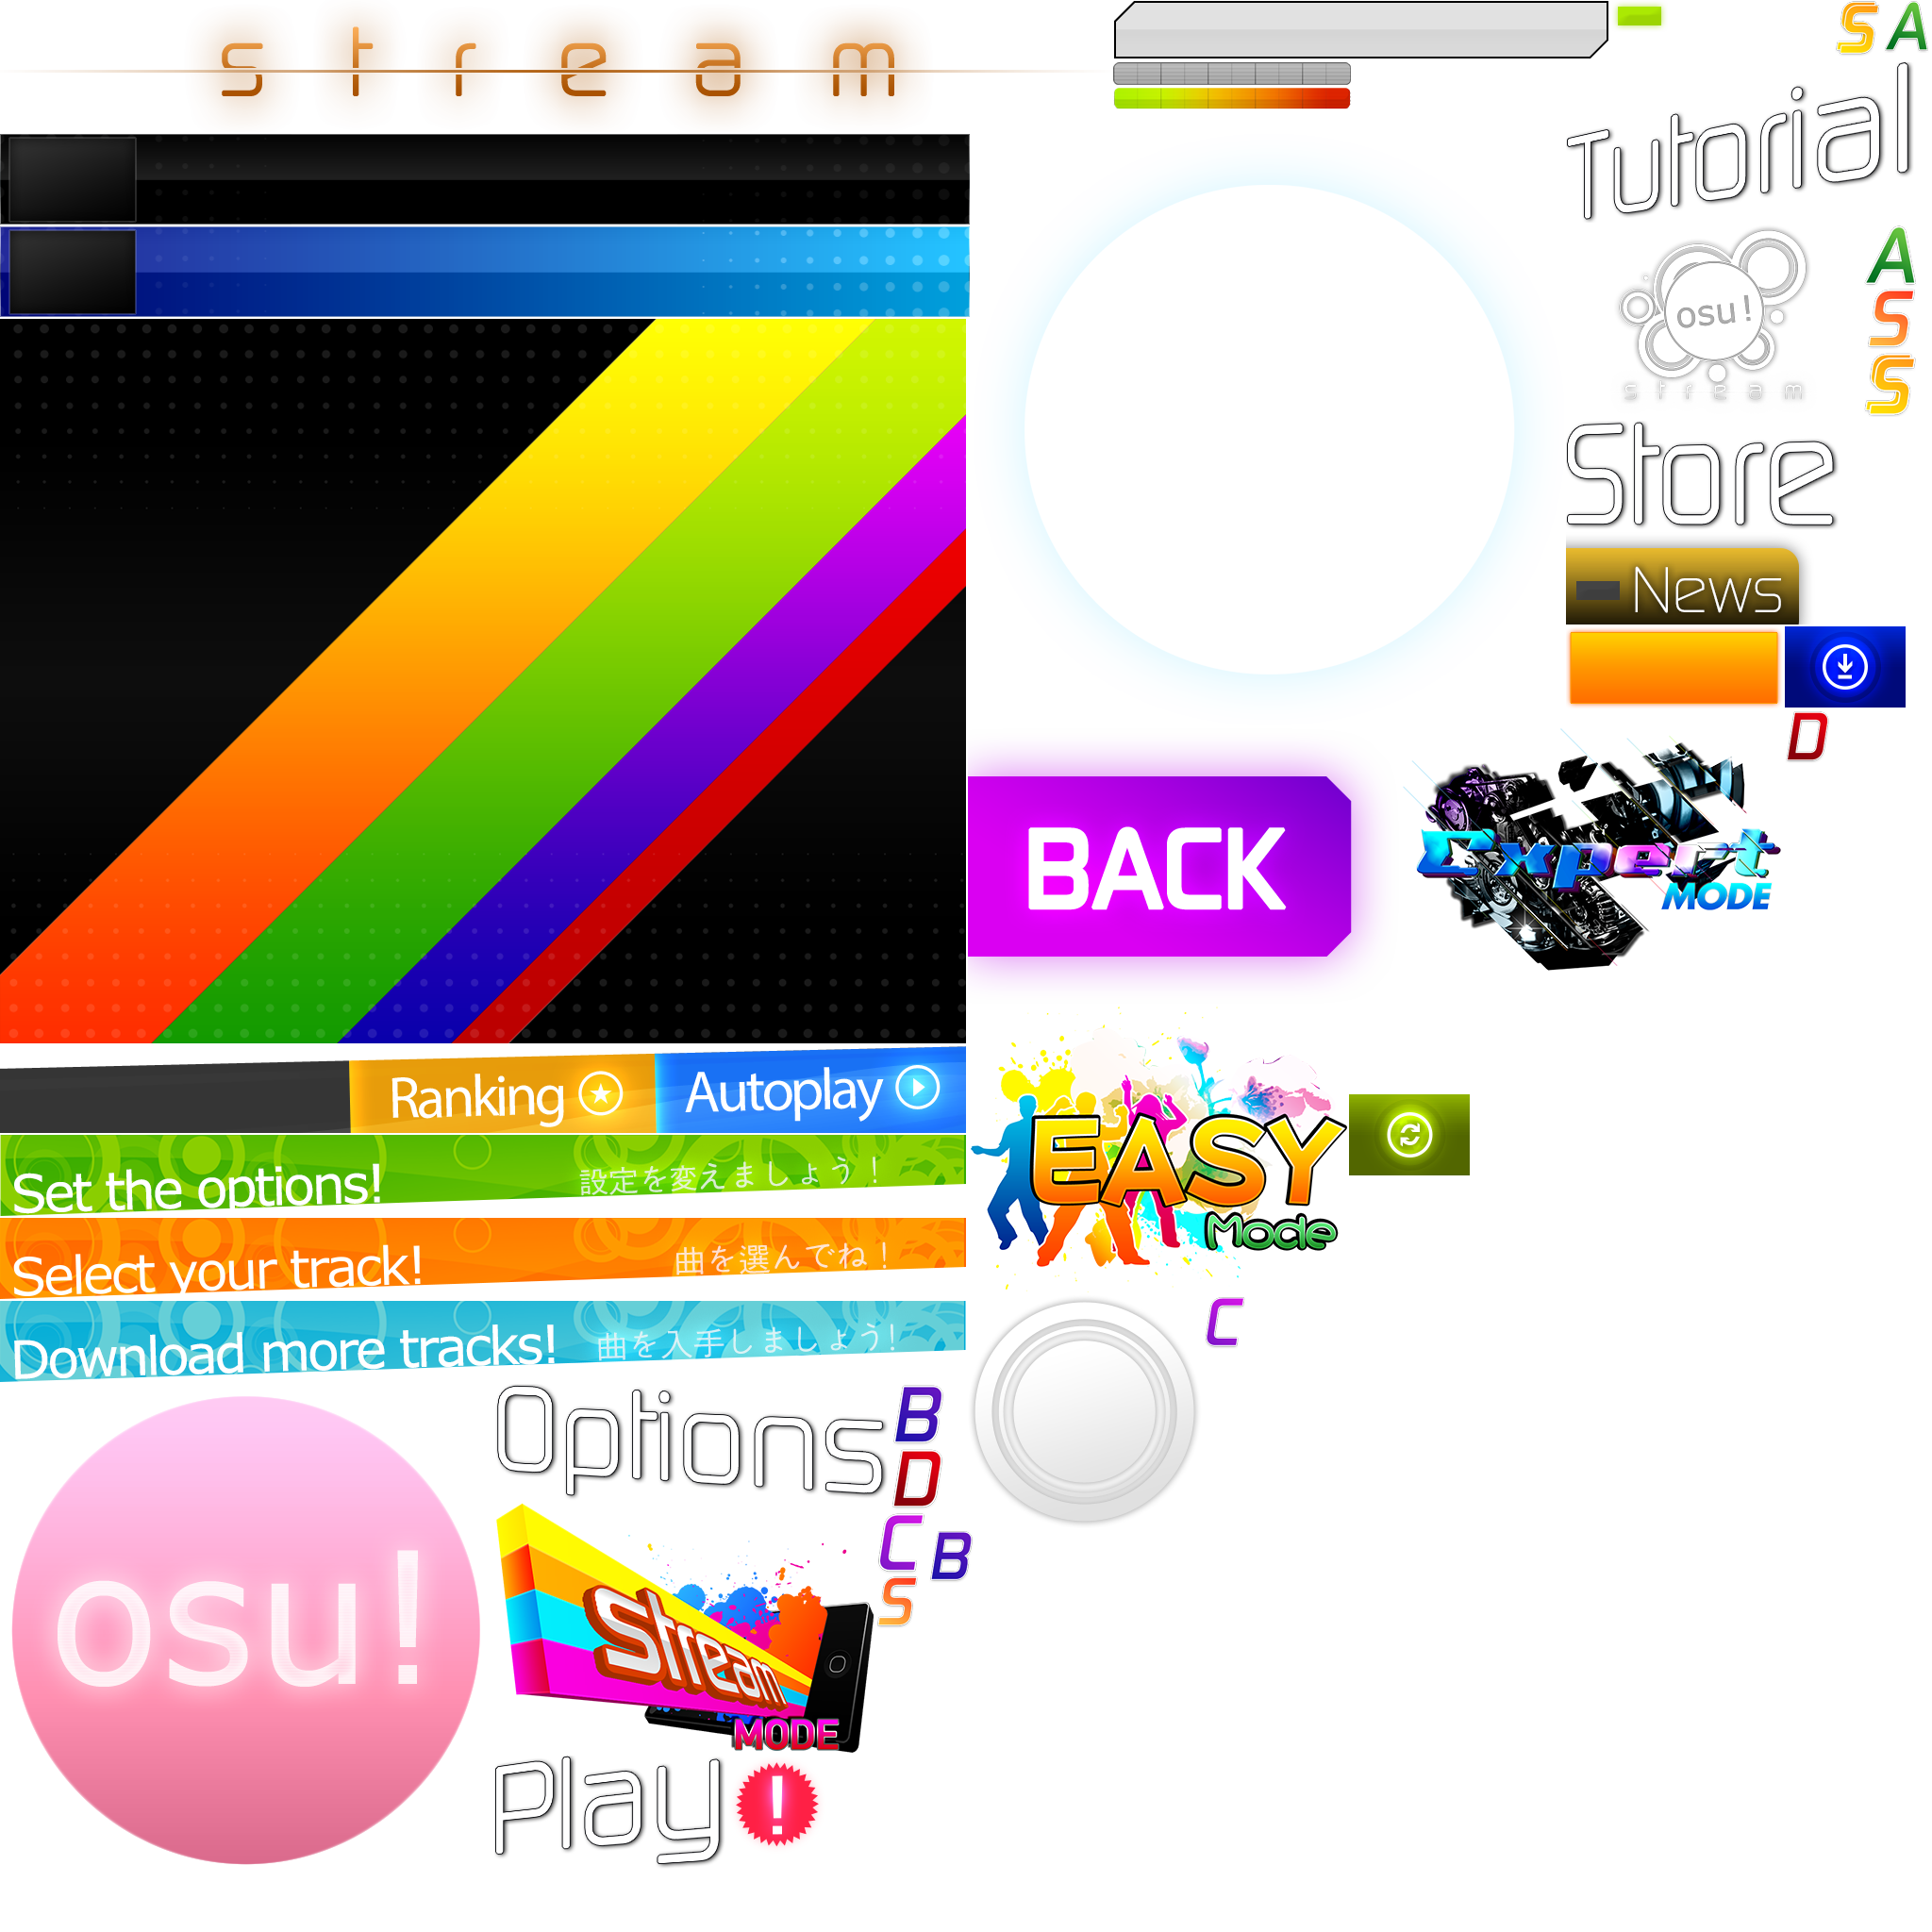 stream
S A
Tutorial
A
osu!
stream
S
S
Store
News
D
BACK
Expert
MODE
Ranking
Autoplay
Set the options!
設定を変えましょう!
EASY
Mode
Select your track!
曲を選んでね!
Download more tracks!
曲を入手しましょう!
C
Options
B
D
C
B
S
osu!
Stream
MODE
Play
!